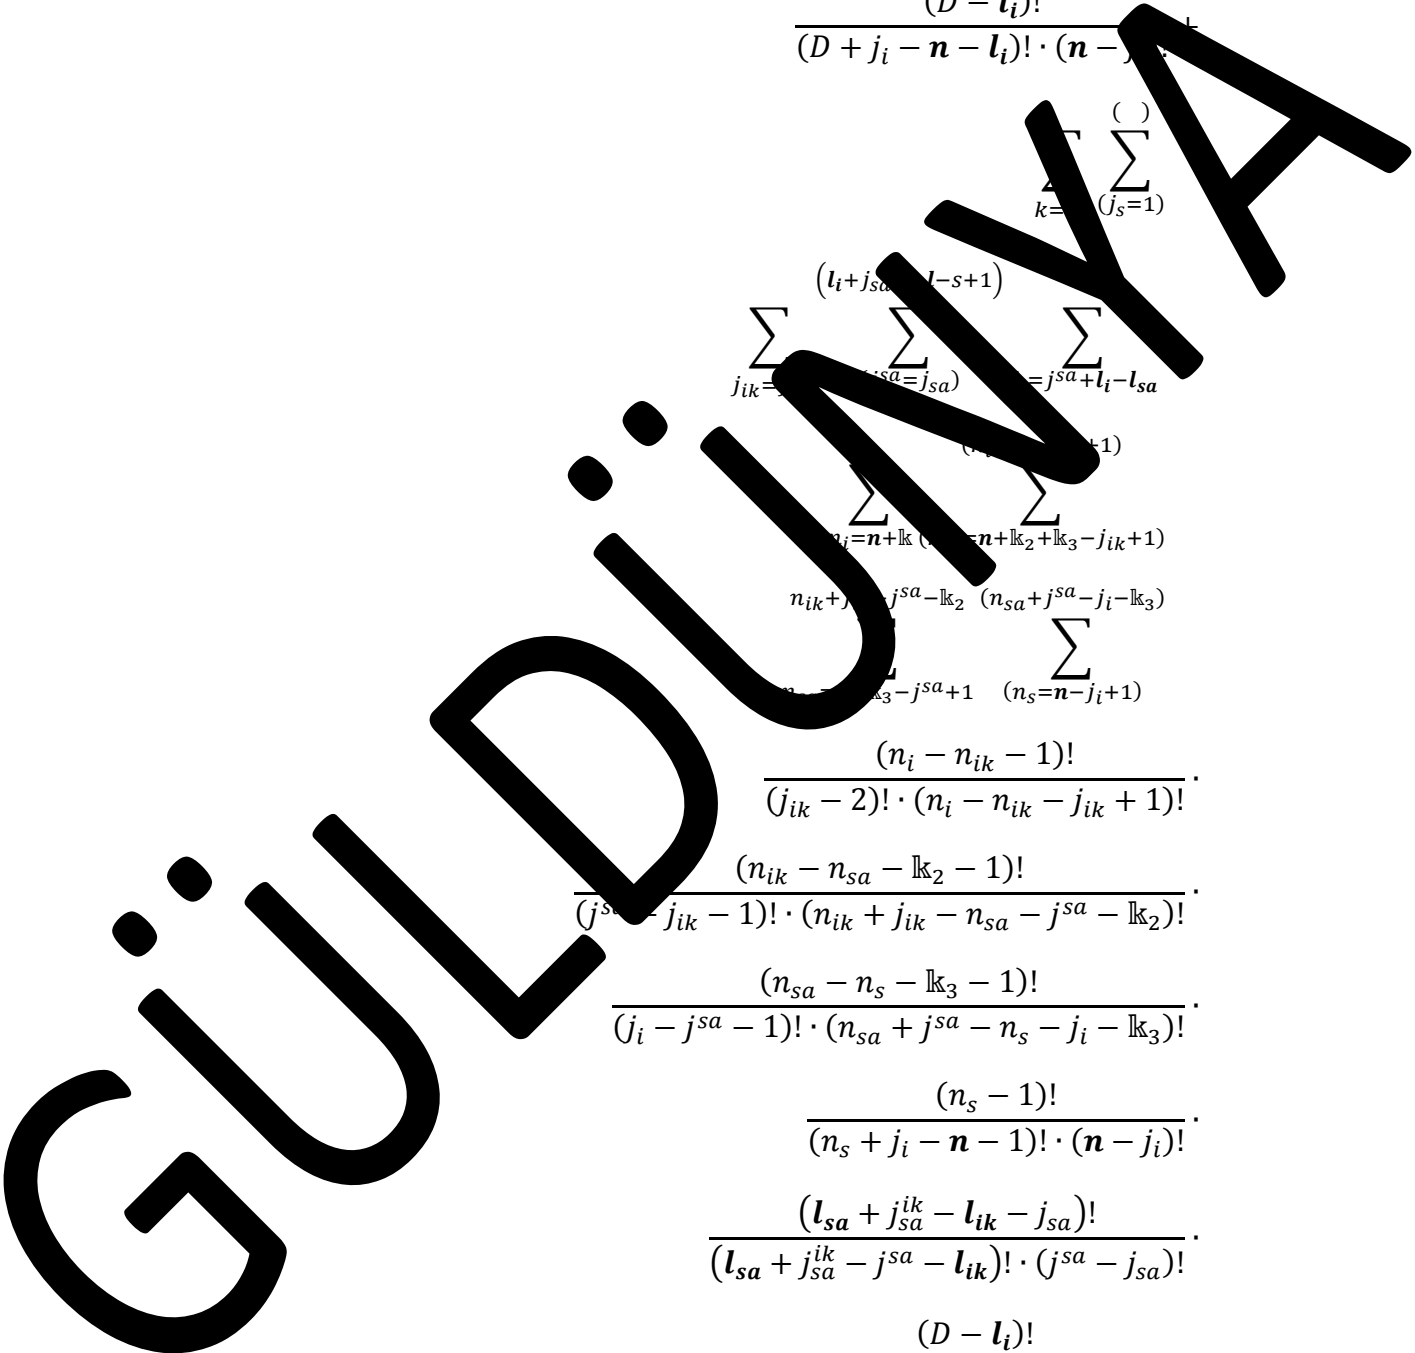 (D − l_i)!
(D + j_i − n − l_i)! · (n − j
( )
∑ ∑
k= (j_s=1)
(l_i+j_sa l−s+1)
∑ ∑ ∑
j_ik= (j^sa=j_sa) =j^sa+l_i−l_sa
+1)
∑ ∑
n_i=n+𝕜 ( =n+𝕜_2+𝕜_3−j_ik+1)
n_ik+j j^sa−𝕜_2 (n_sa+j^sa−j_i−𝕜_3)
∑ ∑
𝕜_3−j^sa+1 (n_s=n−j_i+1)
(n_i − n_ik − 1)!
(j_ik − 2)! · (n_i − n_ik − j_ik + 1)! ·
(n_ik − n_sa − 𝕜_2 − 1)!
(j^sa − j_ik − 1)! · (n_ik + j_ik − n_sa − j^sa − 𝕜_2)! ·
(n_sa − n_s − 𝕜_3 − 1)!
(j_i − j^sa − 1)! · (n_sa + j^sa − n_s − j_i − 𝕜_3)! ·
(n_s − 1)!
(n_s + j_i − n − 1)! · (n − j_i)! ·
(l_sa + j_sa^ik − l_ik − j_sa)!
(l_sa + j_sa^ik − j^sa − l_ik)! · (j^sa − j_sa)! ·
(D − l_i)!
GÜLDÜNYA